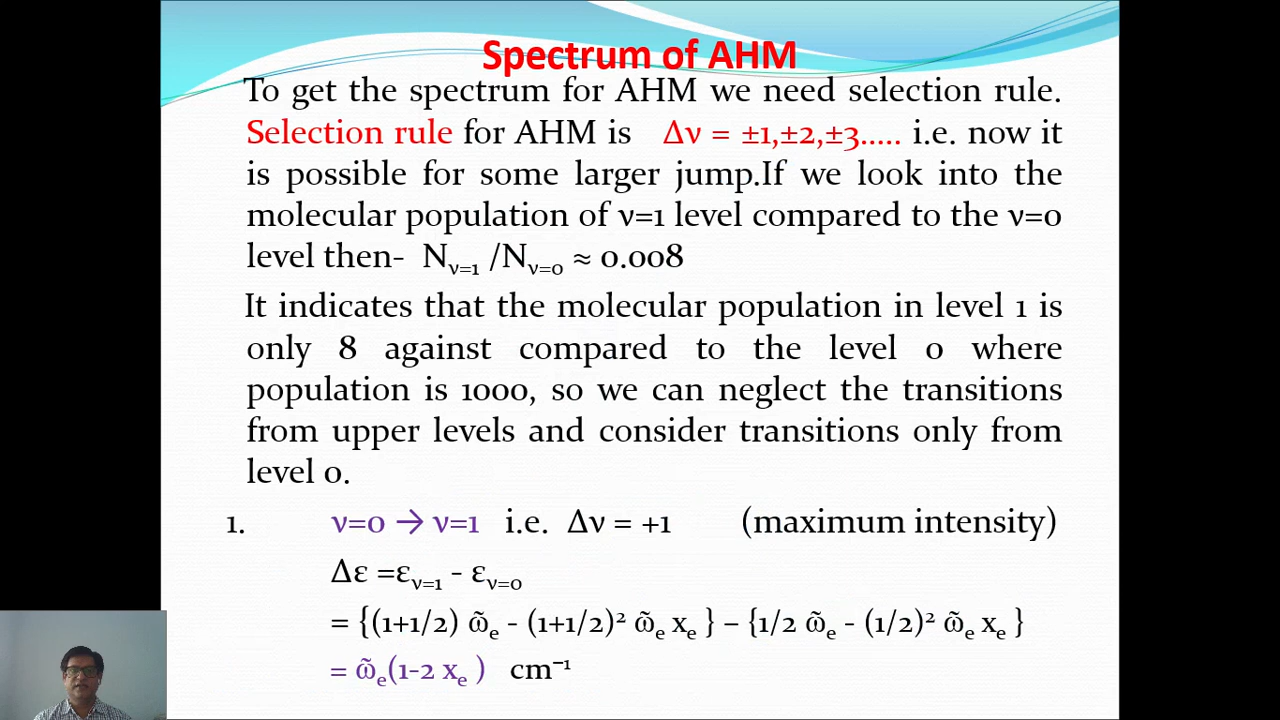 Spectrum of AHM
To get the spectrum for AHM we need selection rule.
Selection rule for AHM is Δν = ±1,±2,±3..... i.e. now it
is possible for some larger jump.If we look into the
molecular population of ν=1 level compared to the ν=0
level then- Nν=1 /Nν=0 ≈ 0.008
It indicates that the molecular population in level 1 is
only 8 against compared to the level 0 where
population is 1000, so we can neglect the transitions
from upper levels and consider transitions only from
level 0.
1. ν=0 → ν=1 i.e. Δν = +1 (maximum intensity)
Δε =εν=1 - εν=0
= {(1+1/2) ω̃e - (1+1/2)² ω̃e xe } – {1/2 ω̃e - (1/2)² ω̃e xe }
= ω̃e(1-2 xe ) cm⁻¹